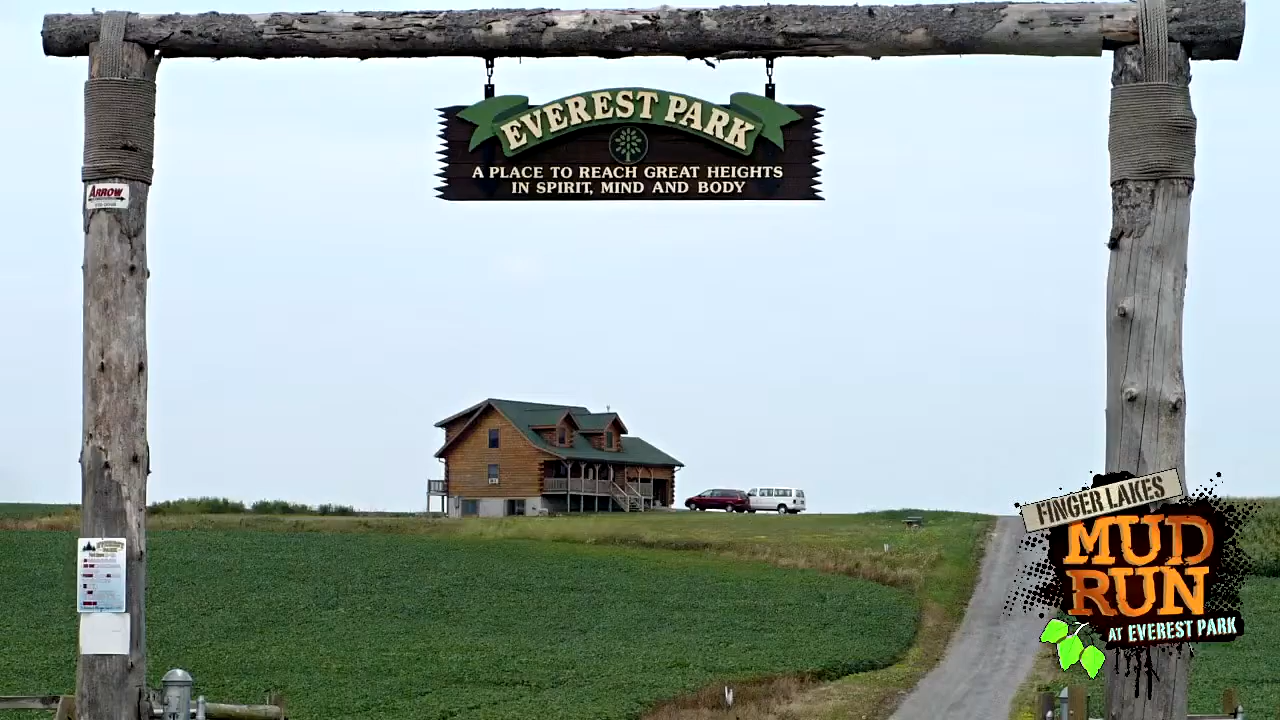 EVEREST PARK
A PLACE TO REACH GREAT HEIGHTS
IN SPIRIT, MIND AND BODY
ARROW
FINGER LAKES
MUD
RUN
AT EVEREST PARK